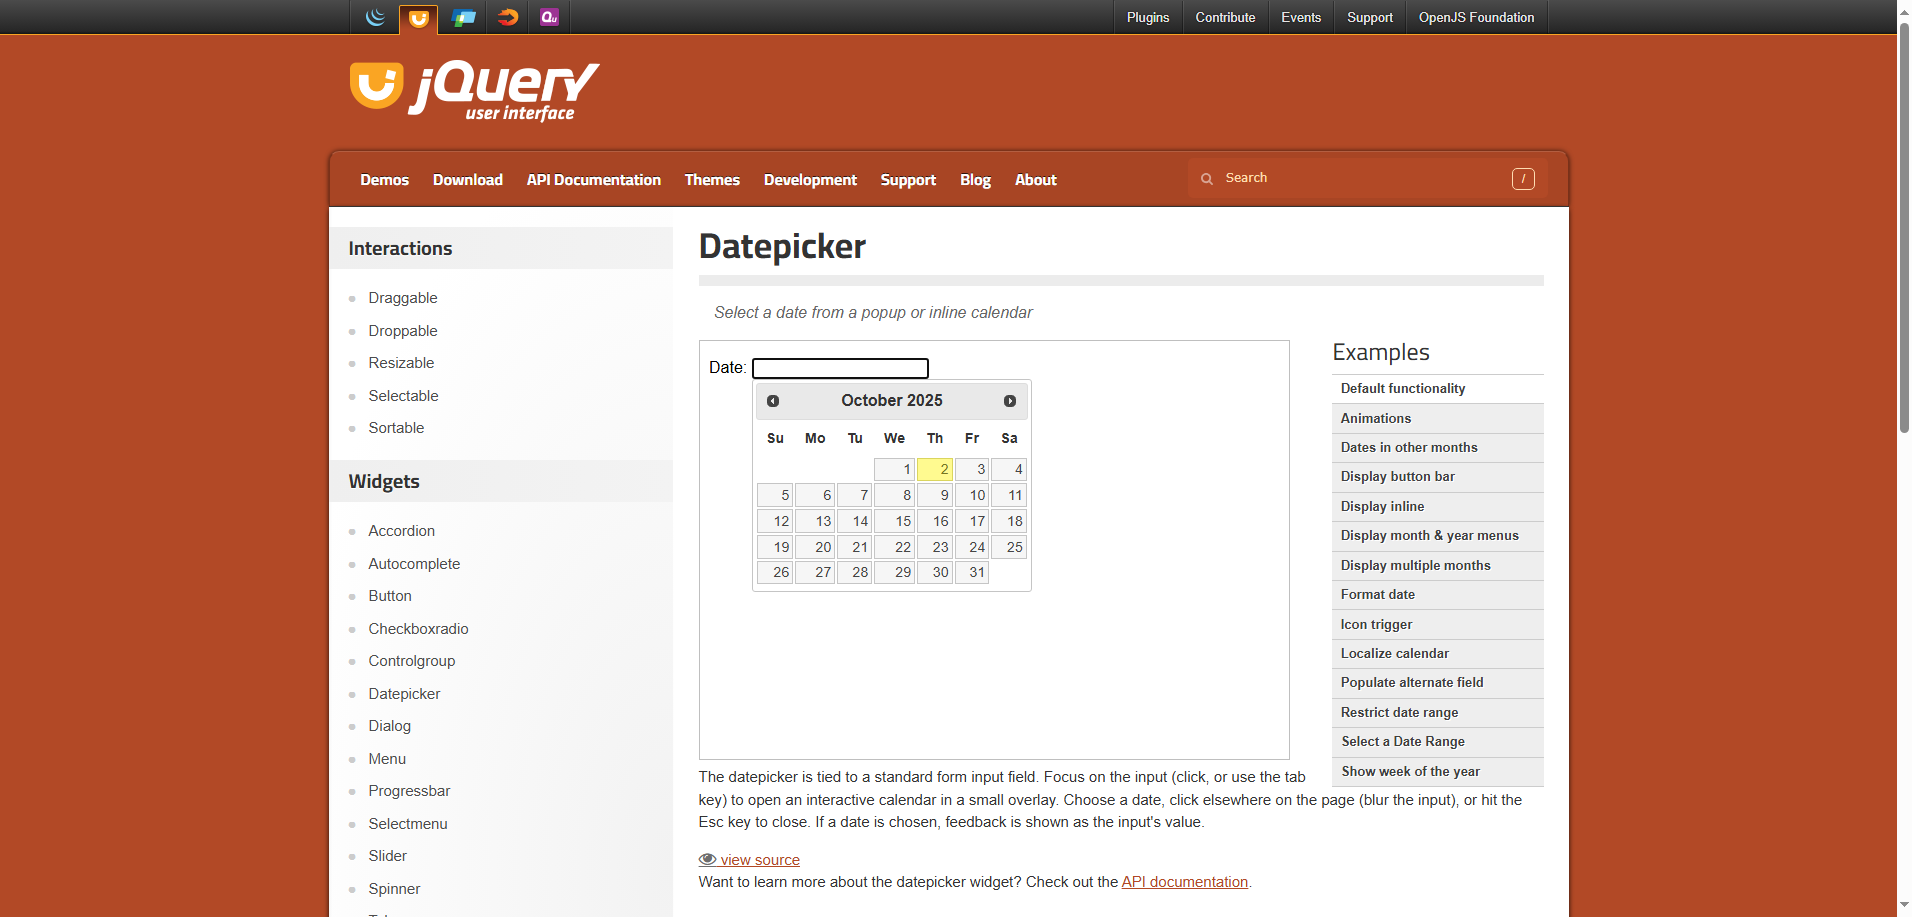 Qu
Plugins Contribute Events Support OpenJS Foundation
jQuery
user interface
Demos Download API Documentation Themes Development Support Blog About Search /
Interactions
Draggable
Droppable
Resizable
Selectable
Sortable
Widgets
Accordion
Autocomplete
Button
Checkboxradio
Controlgroup
Datepicker
Dialog
Menu
Progressbar
Selectmenu
Slider
Spinner
Datepicker
Select a date from a popup or inline calendar
Date:
October 2025
Su Mo Tu We Th Fr Sa
1 2 3 4
5 6 7 8 9 10 11
12 13 14 15 16 17 18
19 20 21 22 23 24 25
26 27 28 29 30 31
Examples
Default functionality
Animations
Dates in other months
Display button bar
Display inline
Display month & year menus
Display multiple months
Format date
Icon trigger
Localize calendar
Populate alternate field
Restrict date range
Select a Date Range
Show week of the year
The datepicker is tied to a standard form input field. Focus on the input (click, or use the tab
key) to open an interactive calendar in a small overlay. Choose a date, click elsewhere on the page (blur the input), or hit the
Esc key to close. If a date is chosen, feedback is shown as the input's value.
view source
Want to learn more about the datepicker widget? Check out the API documentation.